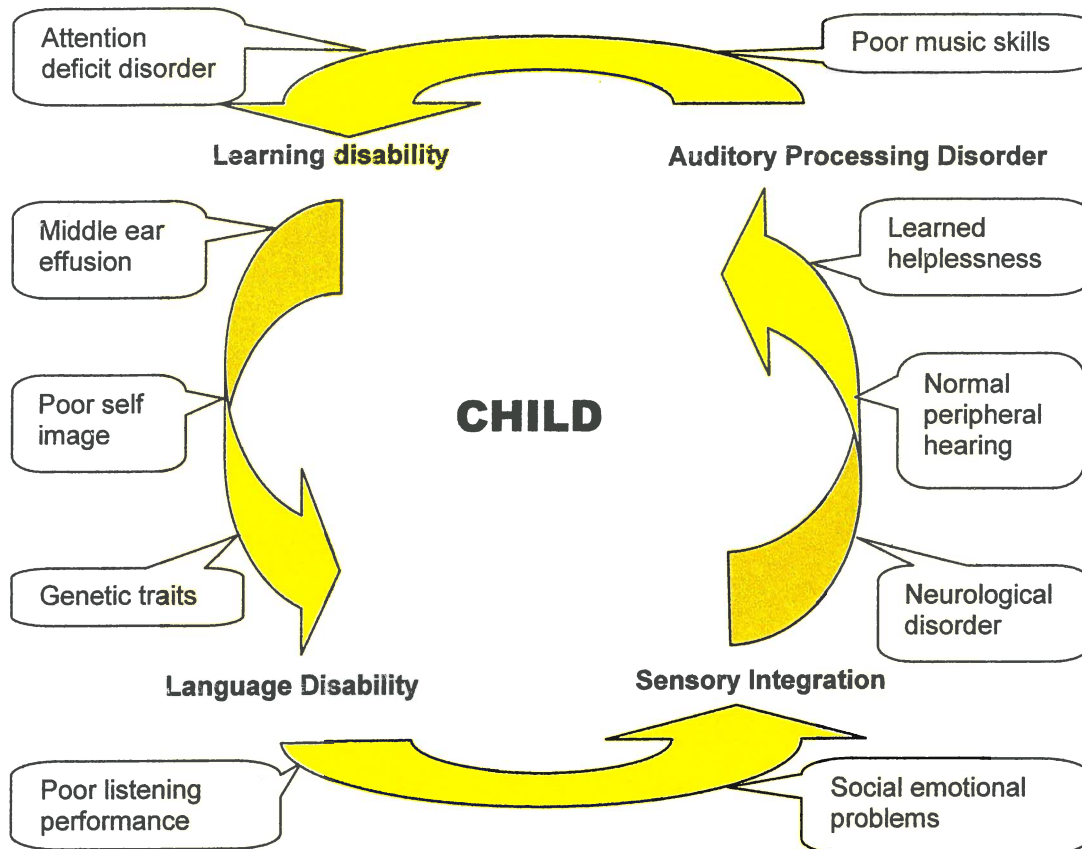 Attention
deficit disorder
Poor music skills
Learning disability
Auditory Processing Disorder
Middle ear
effusion
Learned
helplessness
Poor self
image
CHILD
Normal
peripheral
hearing
Genetic traits
Neurological
disorder
Language Disability
Sensory Integration
Poor listening
performance
Social emotional
problems